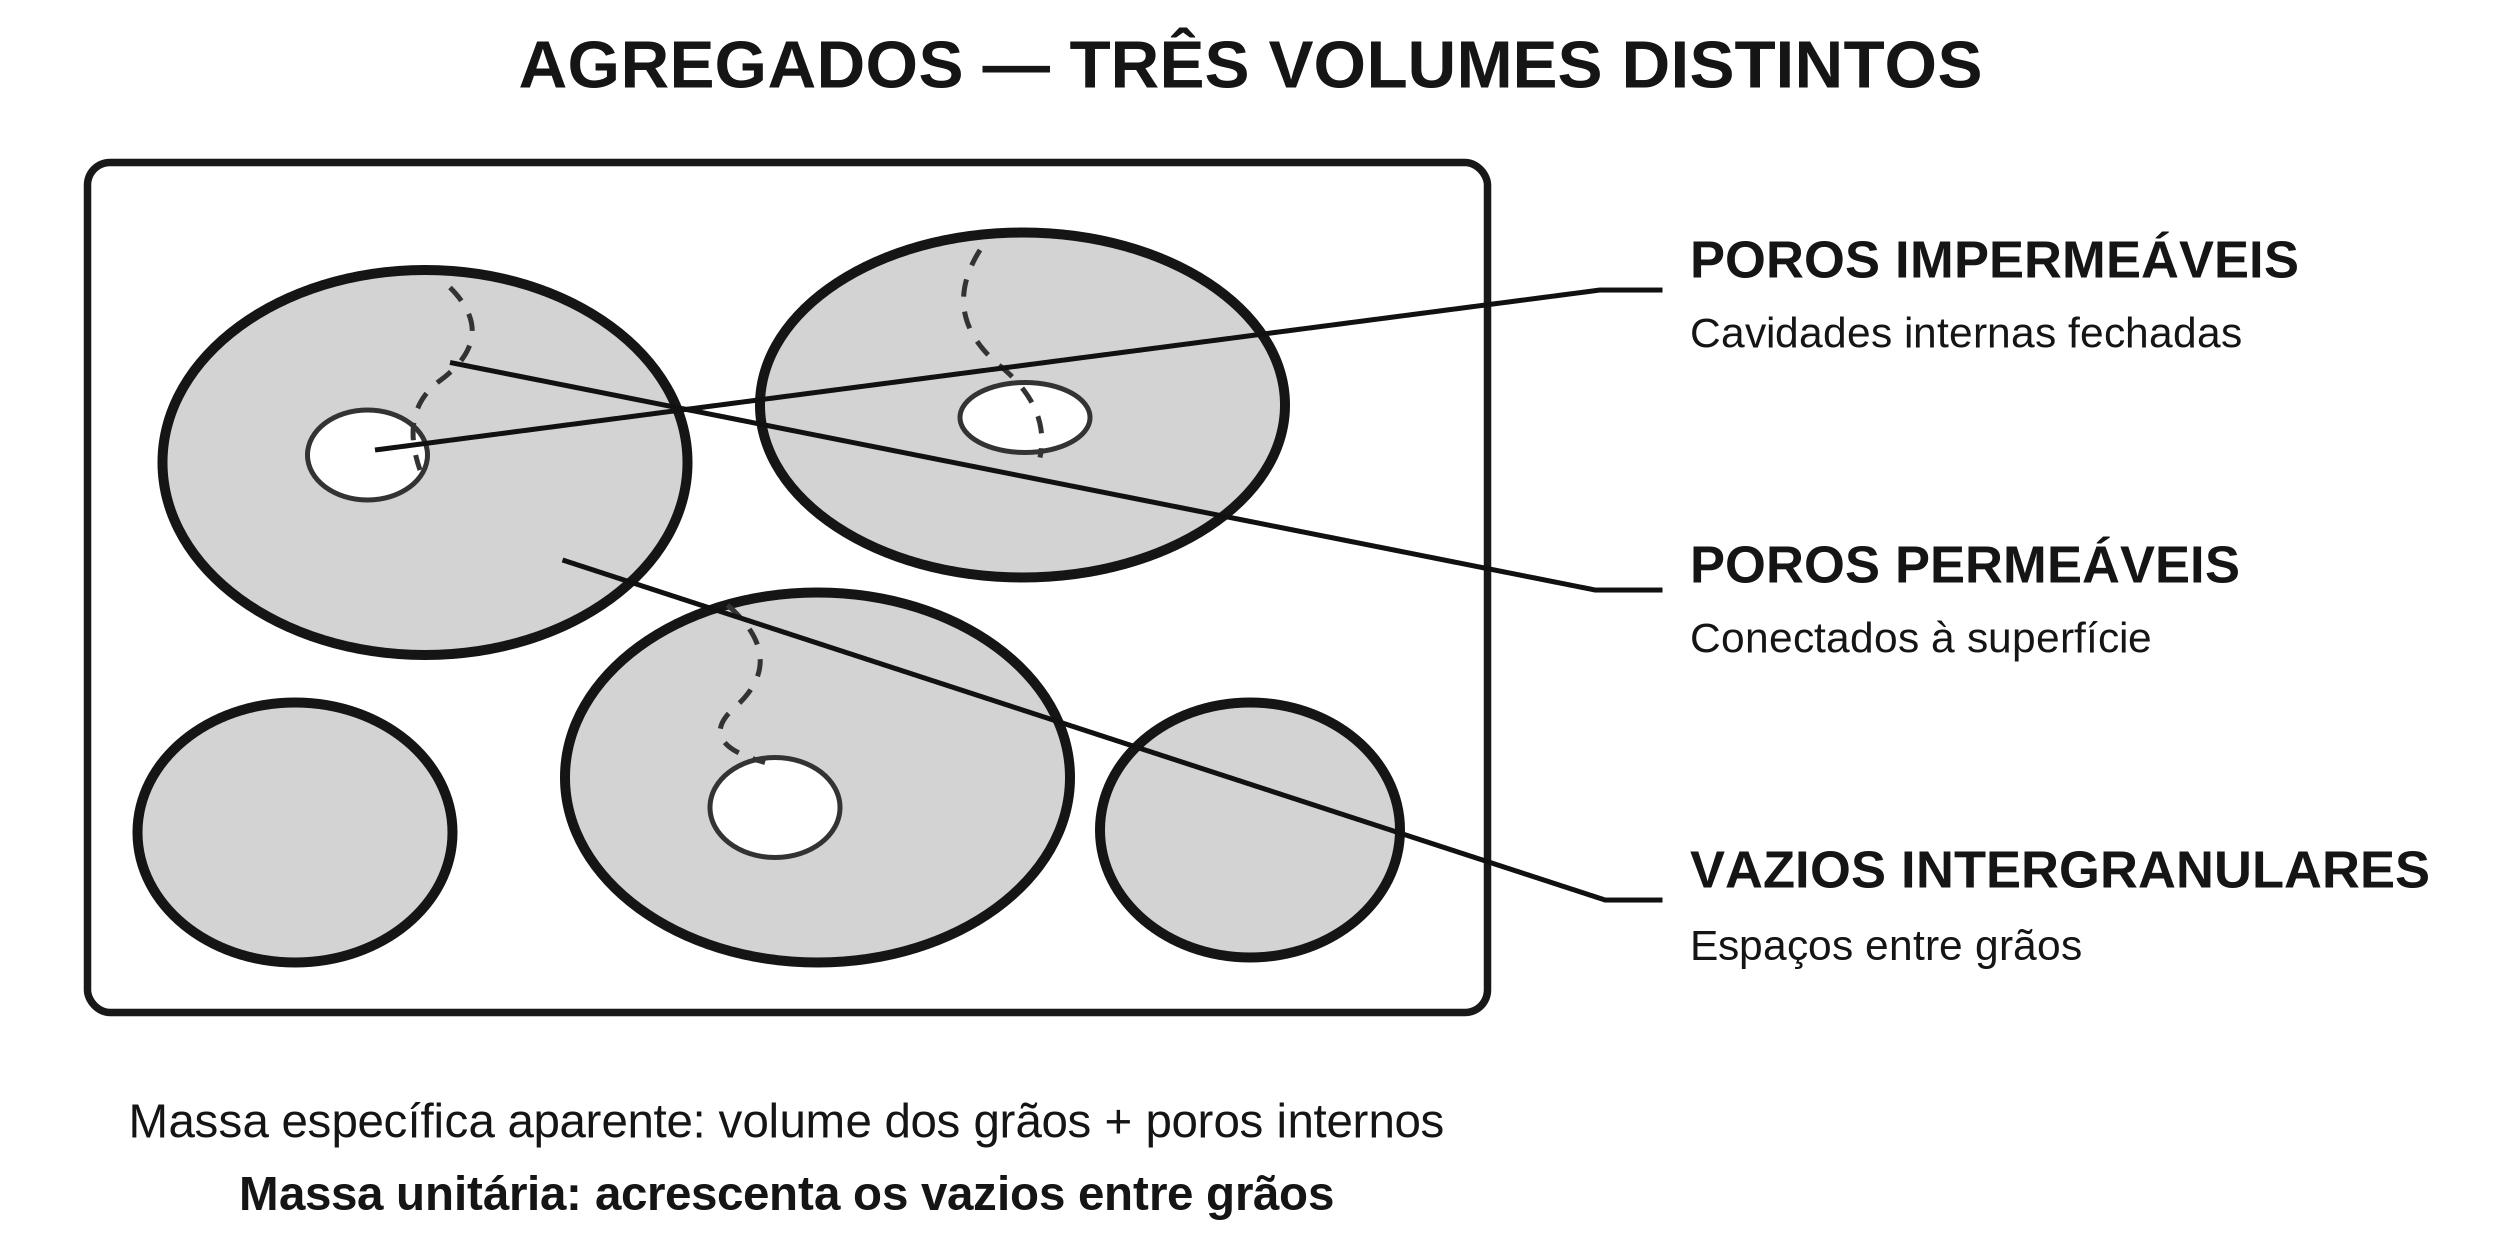 AGREGADOS — TRÊS VOLUMES DISTINTOS
POROS IMPERMEÁVEIS
Cavidades internas fechadas
POROS PERMEÁVEIS
Conectados à superfície
VAZIOS INTERGRANULARES
Espaços entre grãos
Massa específica aparente: volume dos grãos + poros internos
Massa unitária: acrescenta os vazios entre grãos